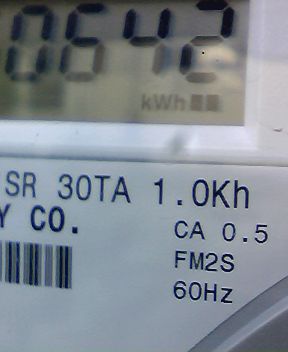 0642
kWh
SR 30TA 1.0Kh
Y CO.
CA 0.5
FM2S
60Hz